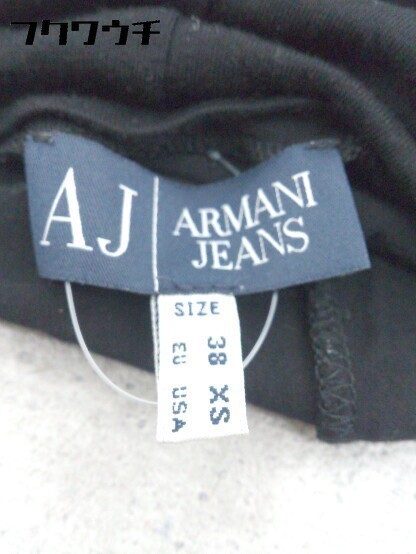 フクワウチ
AJ
ARMANI
JEANS
SIZE
38 XS
EU USA